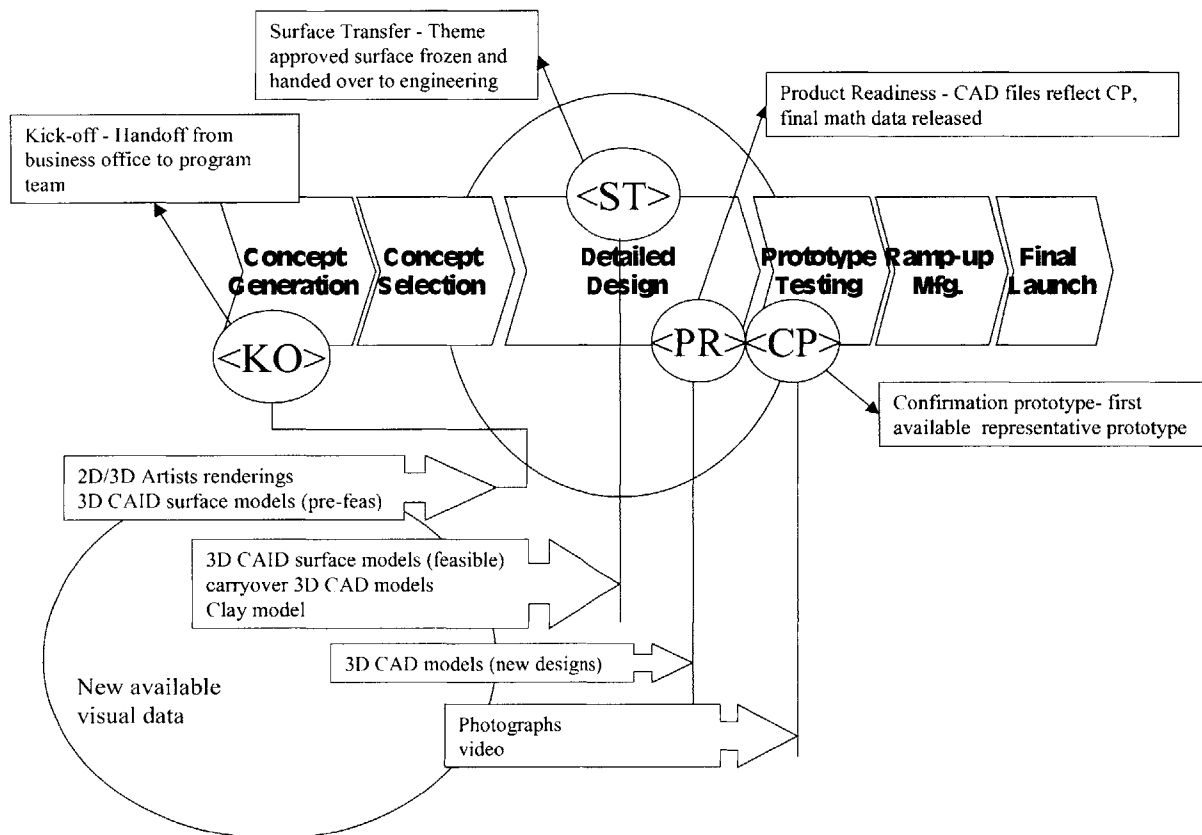 Surface Transfer - Theme
approved surface frozen and
handed over to engineering
Product Readiness - CAD files reflect CP,
final math data released
Kick-off - Handoff from
business office to program
team
<ST>
Concept
Generation
Concept
Selection
Detailed
Design
Prototype
Testing
Ramp-up
Mfg.
Final
Launch
<KO>
<PR>
<CP>
Confirmation prototype- first
available representative prototype
2D/3D Artists renderings
3D CAID surface models (pre-feas)
3D CAID surface models (feasible)
carryover 3D CAD models
Clay model
3D CAD models (new designs)
New available
visual data
Photographs
video